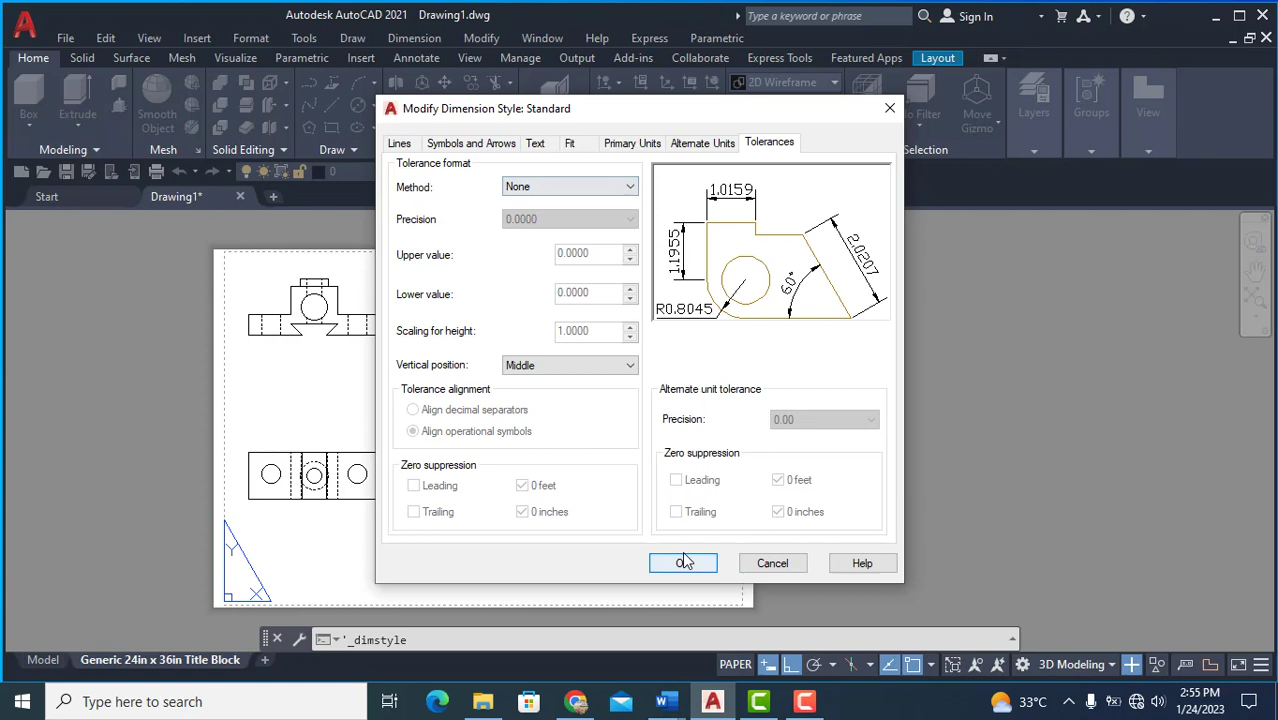 Autodesk AutoCAD 2021 Drawing1.dwg
Type a keyword or phrase
Sign In
File Edit View Insert Format Tools Draw Dimension Modify Window Help Express Parametric
Home Solid Surface Mesh Visualize Parametric Insert Annotate View Manage Output Add-ins Collaborate Express Tools Featured Apps Layout
Box
Extrude
Smooth
Object
2D Wireframe
No Filter
Move
Gizmo
Layers
Groups
View
Modeling
Mesh
Solid Editing
Draw
Selection
0
Start
Drawing1*
Modify Dimension Style: Standard
Lines Symbols and Arrows Text Fit Primary Units Alternate Units Tolerances
Tolerance format
Method: None
Precision 0.0000
Upper value: 0.0000
Lower value: 0.0000
Scaling for height: 1.0000
Vertical position: Middle
Tolerance alignment
Align decimal separators
Align operational symbols
Zero suppression
Leading 0 feet
Trailing 0 inches
1.0159
1.1955
2.0207
60°
R0.8045
Alternate unit tolerance
Precision: 0.00
Zero suppression
Leading 0 feet
Trailing 0 inches
Cancel
Help
Y
X
'_dimstyle
Model Generic 24in x 36in Title Block
PAPER
3D Modeling
Type here to search
33°C
2:55 PM
1/24/2023